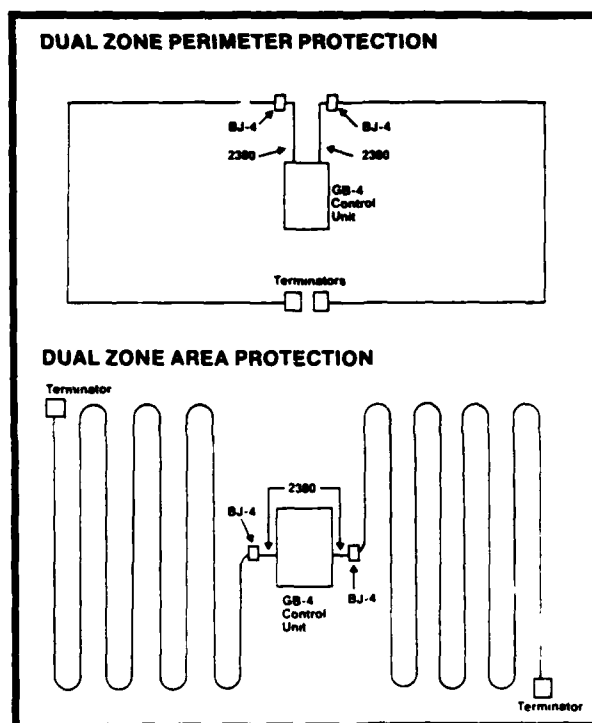 DUAL ZONE PERIMETER PROTECTION
BJ-4
BJ-4
2380
2380
GB-4
Control
Unit
Terminators
DUAL ZONE AREA PROTECTION
Terminator
2380
BJ-4
GB-4
Control
Unit
BJ-4
Terminator